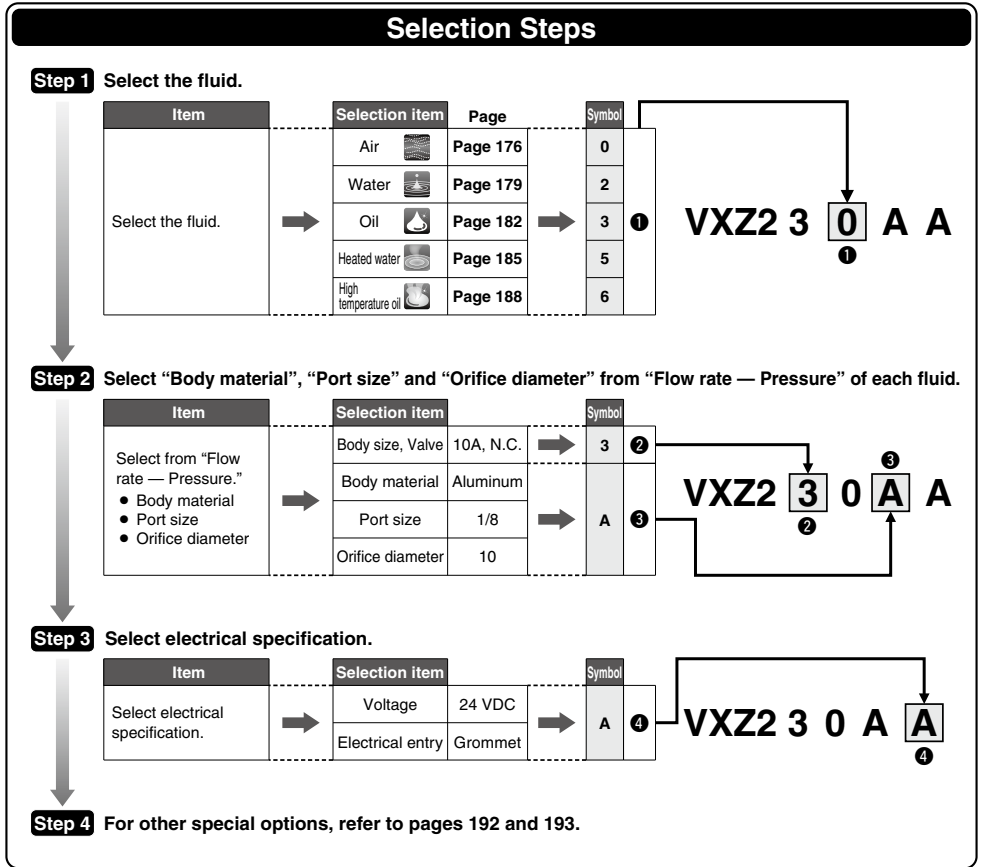 Selection Steps
Step 1 Select the fluid.
Item Selection item Page Symbol
Select the fluid.
Air Page 176 0
Water Page 179 2
Oil Page 182 3
Heated water Page 185 5
High temperature oil Page 188 6
❶
VXZ2 3 0 A A
❶
Step 2 Select “Body material”, “Port size” and “Orifice diameter” from “Flow rate — Pressure” of each fluid.
Item Selection item Symbol
Select from “Flow
rate — Pressure.”
● Body material
● Port size
● Orifice diameter
Body size, Valve 10A, N.C. 3 ❷
Body material Aluminum
Port size 1/8 A ❸
Orifice diameter 10
❸
VXZ2 3 0 A A
❷
Step 3 Select electrical specification.
Item Selection item Symbol
Select electrical
specification.
Voltage 24 VDC
Electrical entry Grommet
A ❹
VXZ2 3 0 A A
❹
Step 4 For other special options, refer to pages 192 and 193.